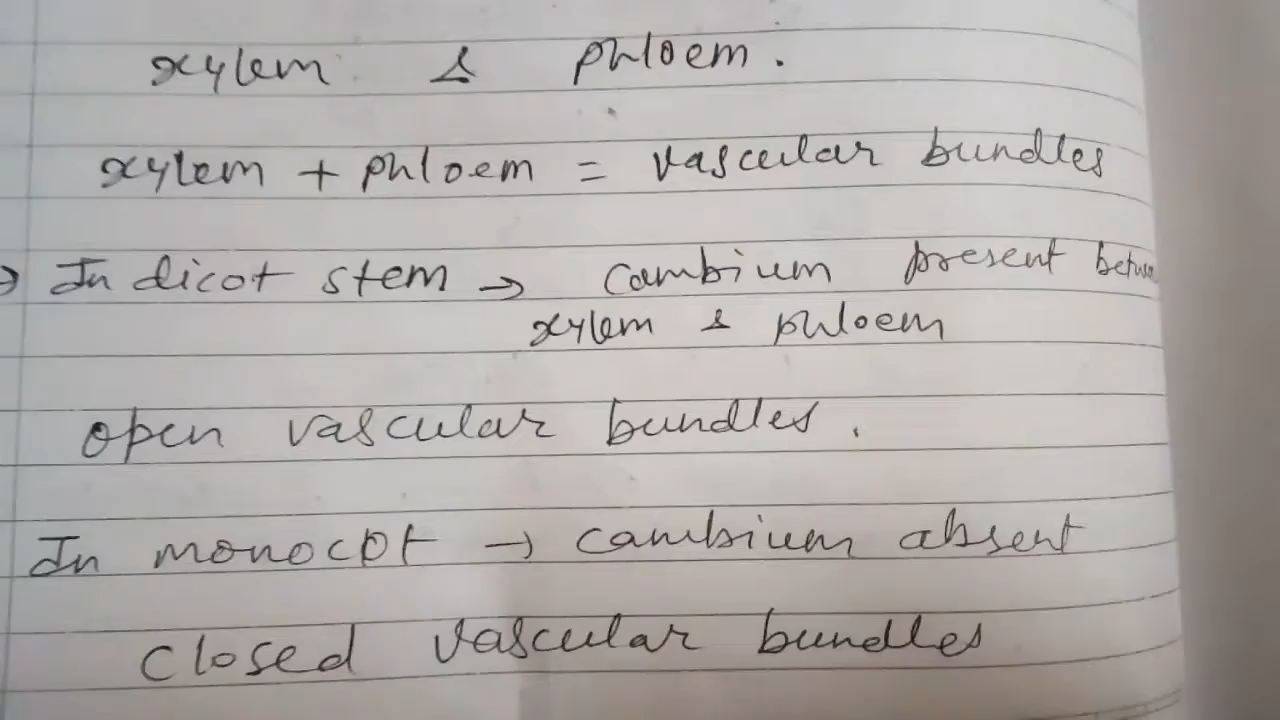 xylem & phloem.
xylem + phloem = vascular bundles
→ In dicot stem → cambium present
xylem & phloem
open vascular bundles.
In monocot → cambium absent
closed vascular bundles